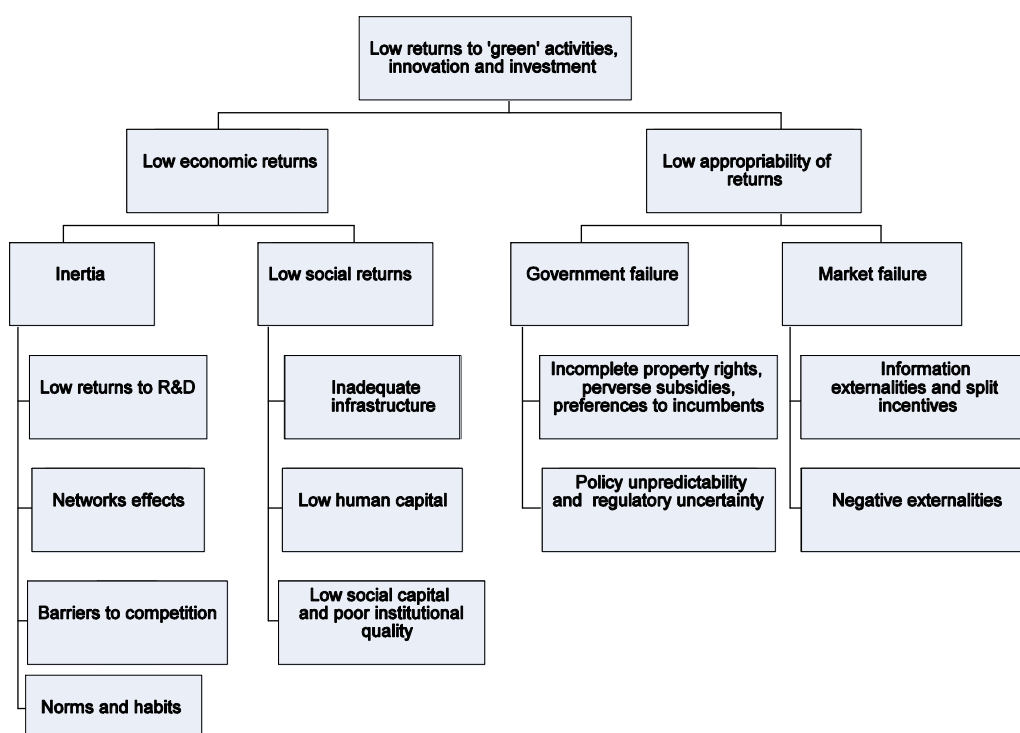 Low returns to 'green' activities,
innovation and investment
Low economic returns
Low appropriability of
returns
Inertia
Low social returns
Government failure
Market failure
Low returns to R&D
Inadequate
infrastructure
Incomplete property rights,
perverse subsidies,
preferences to incumbents
Information
externalities and split
incentives
Networks effects
Low human capital
Policy unpredictability
and regulatory uncertainty
Negative externalities
Barriers to competition
Low social capital
and poor institutional
quality
Norms and habits